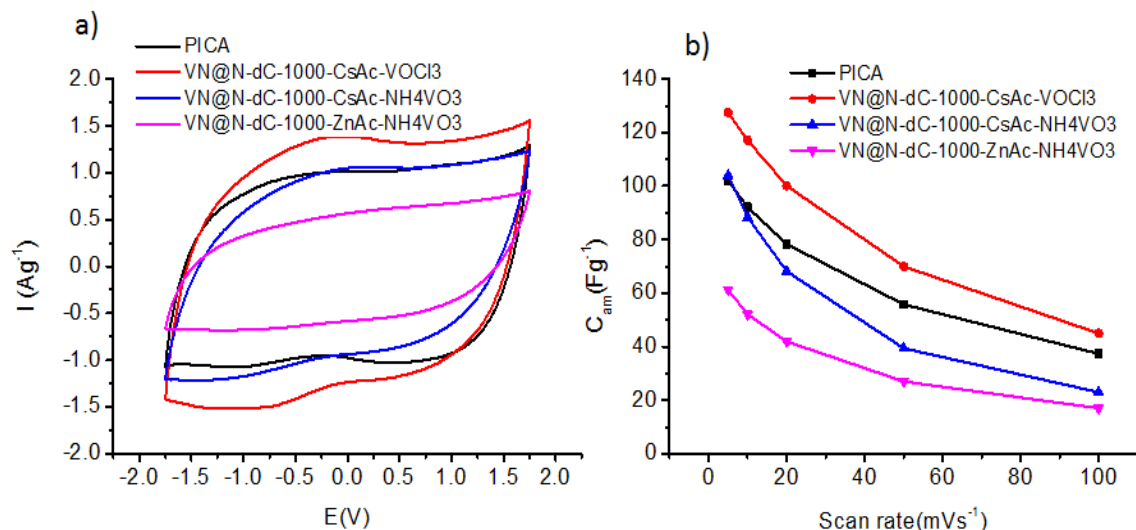 a)
PICA
VN@N-dC-1000-CsAc-VOCl3
VN@N-dC-1000-CsAc-NH4VO3
VN@N-dC-1000-ZnAc-NH4VO3
2.0
1.5
1.0
0.5
0.0
-0.5
-1.0
-1.5
-2.0
I (Ag⁻¹)
-2.0 -1.5 -1.0 -0.5 0.0 0.5 1.0 1.5 2.0
E(V)
b)
PICA
VN@N-dC-1000-CsAc-VOCl3
VN@N-dC-1000-CsAc-NH4VO3
VN@N-dC-1000-ZnAc-NH4VO3
140
120
100
80
60
40
20
0
C_am(Fg⁻¹)
0 20 40 60 80 100
Scan rate(mVs⁻¹)